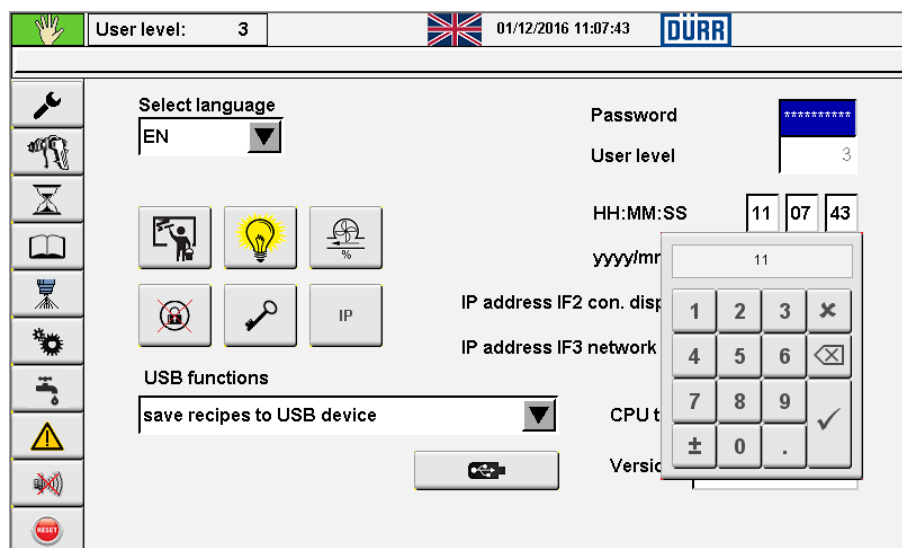 User level: 3 01/12/2016 11:07:43 DÜRR
Select language
EN
Password **********
User level 3
HH:MM:SS 11 07 43
yyyy/mr
11
%
IP
IP address IF2 con. disp
IP address IF3 network
1 2 3 ×
4 5 6
7 8 9
± 0 .
USB functions
save recipes to USB device
CPU t
Versic
RESET